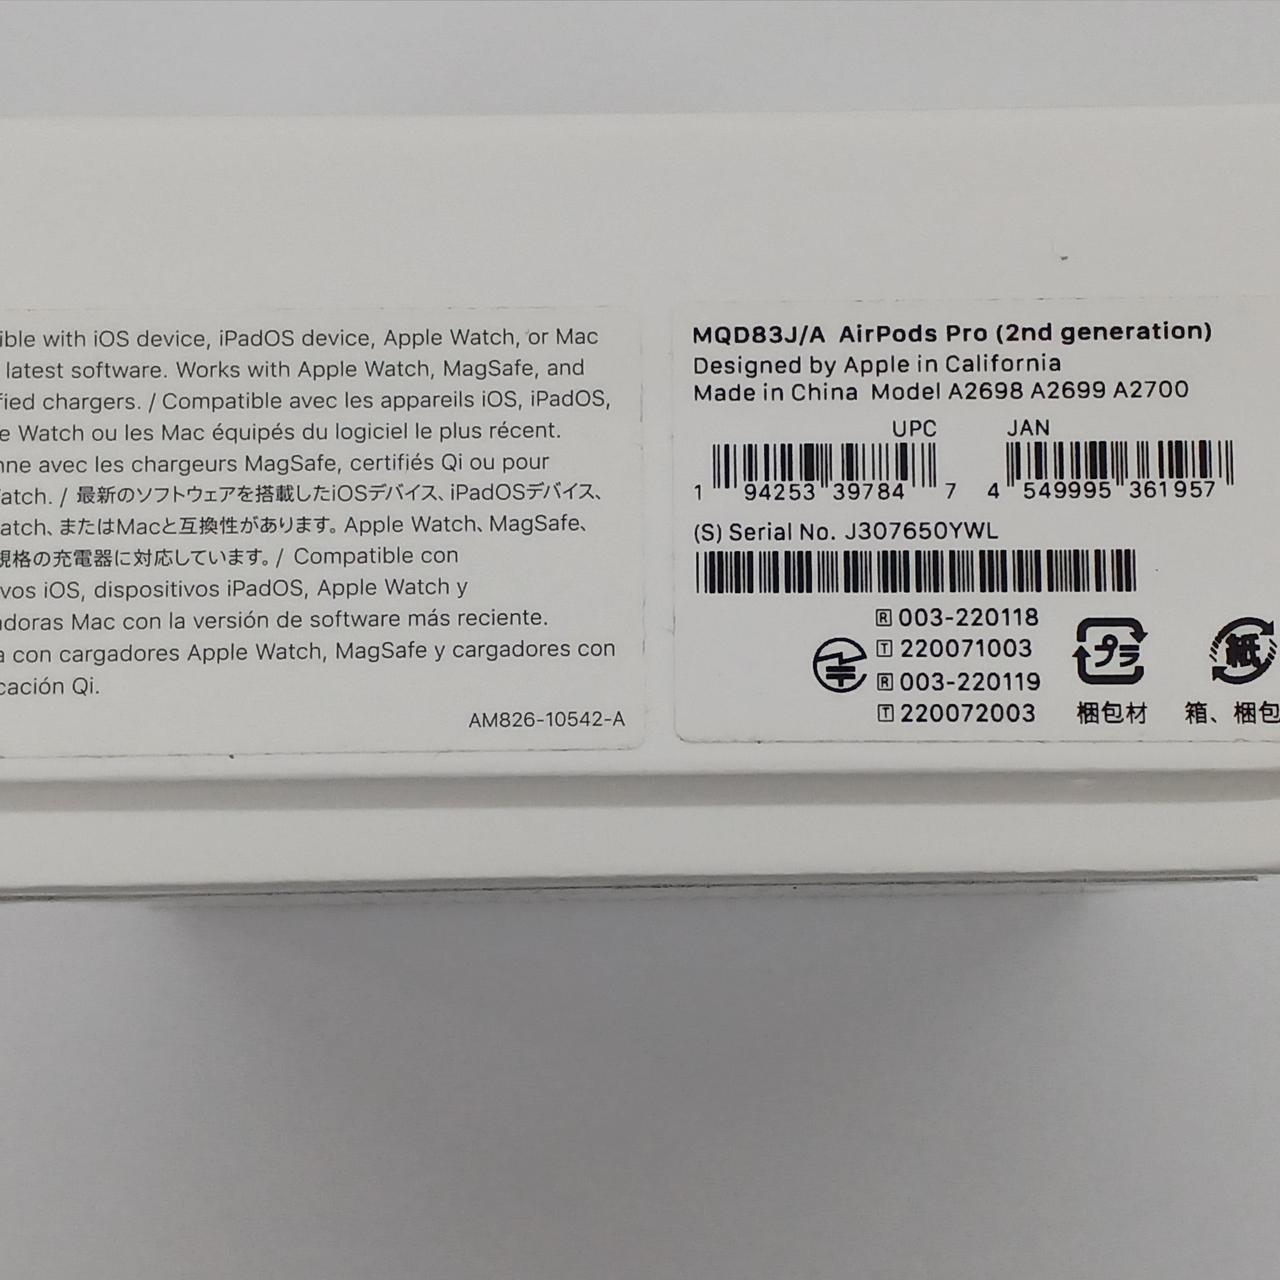 ible with iOS device, iPadOS device, Apple Watch, or Mac
latest software. Works with Apple Watch, MagSafe, and
fied chargers. / Compatible avec les appareils iOS, iPadOS,
e Watch ou les Mac équipés du logiciel le plus récent.
nne avec les chargeurs MagSafe, certifiés Qi ou pour
atch. / 最新のソフトウェアを搭載したiOSデバイス、iPadOSデバイス、
atch、またはMacと互換性があります。Apple Watch、MagSafe、
規格の充電器に対応しています。/ Compatible con
vos iOS, dispositivos iPadOS, Apple Watch y
adoras Mac con la versión de software más reciente.
a con cargadores Apple Watch, MagSafe y cargadores con
cación Qi.
AM826-10542-A
MQD83J/A AirPods Pro (2nd generation)
Designed by Apple in California
Made in China Model A2698 A2699 A2700
UPC JAN
1 94253 39784 7 4 549995 361957
(S) Serial No. J307650YWL
R 003-220118
T 220071003
R 003-220119
T 220072003
プラ
紙
梱包材
箱、梱包